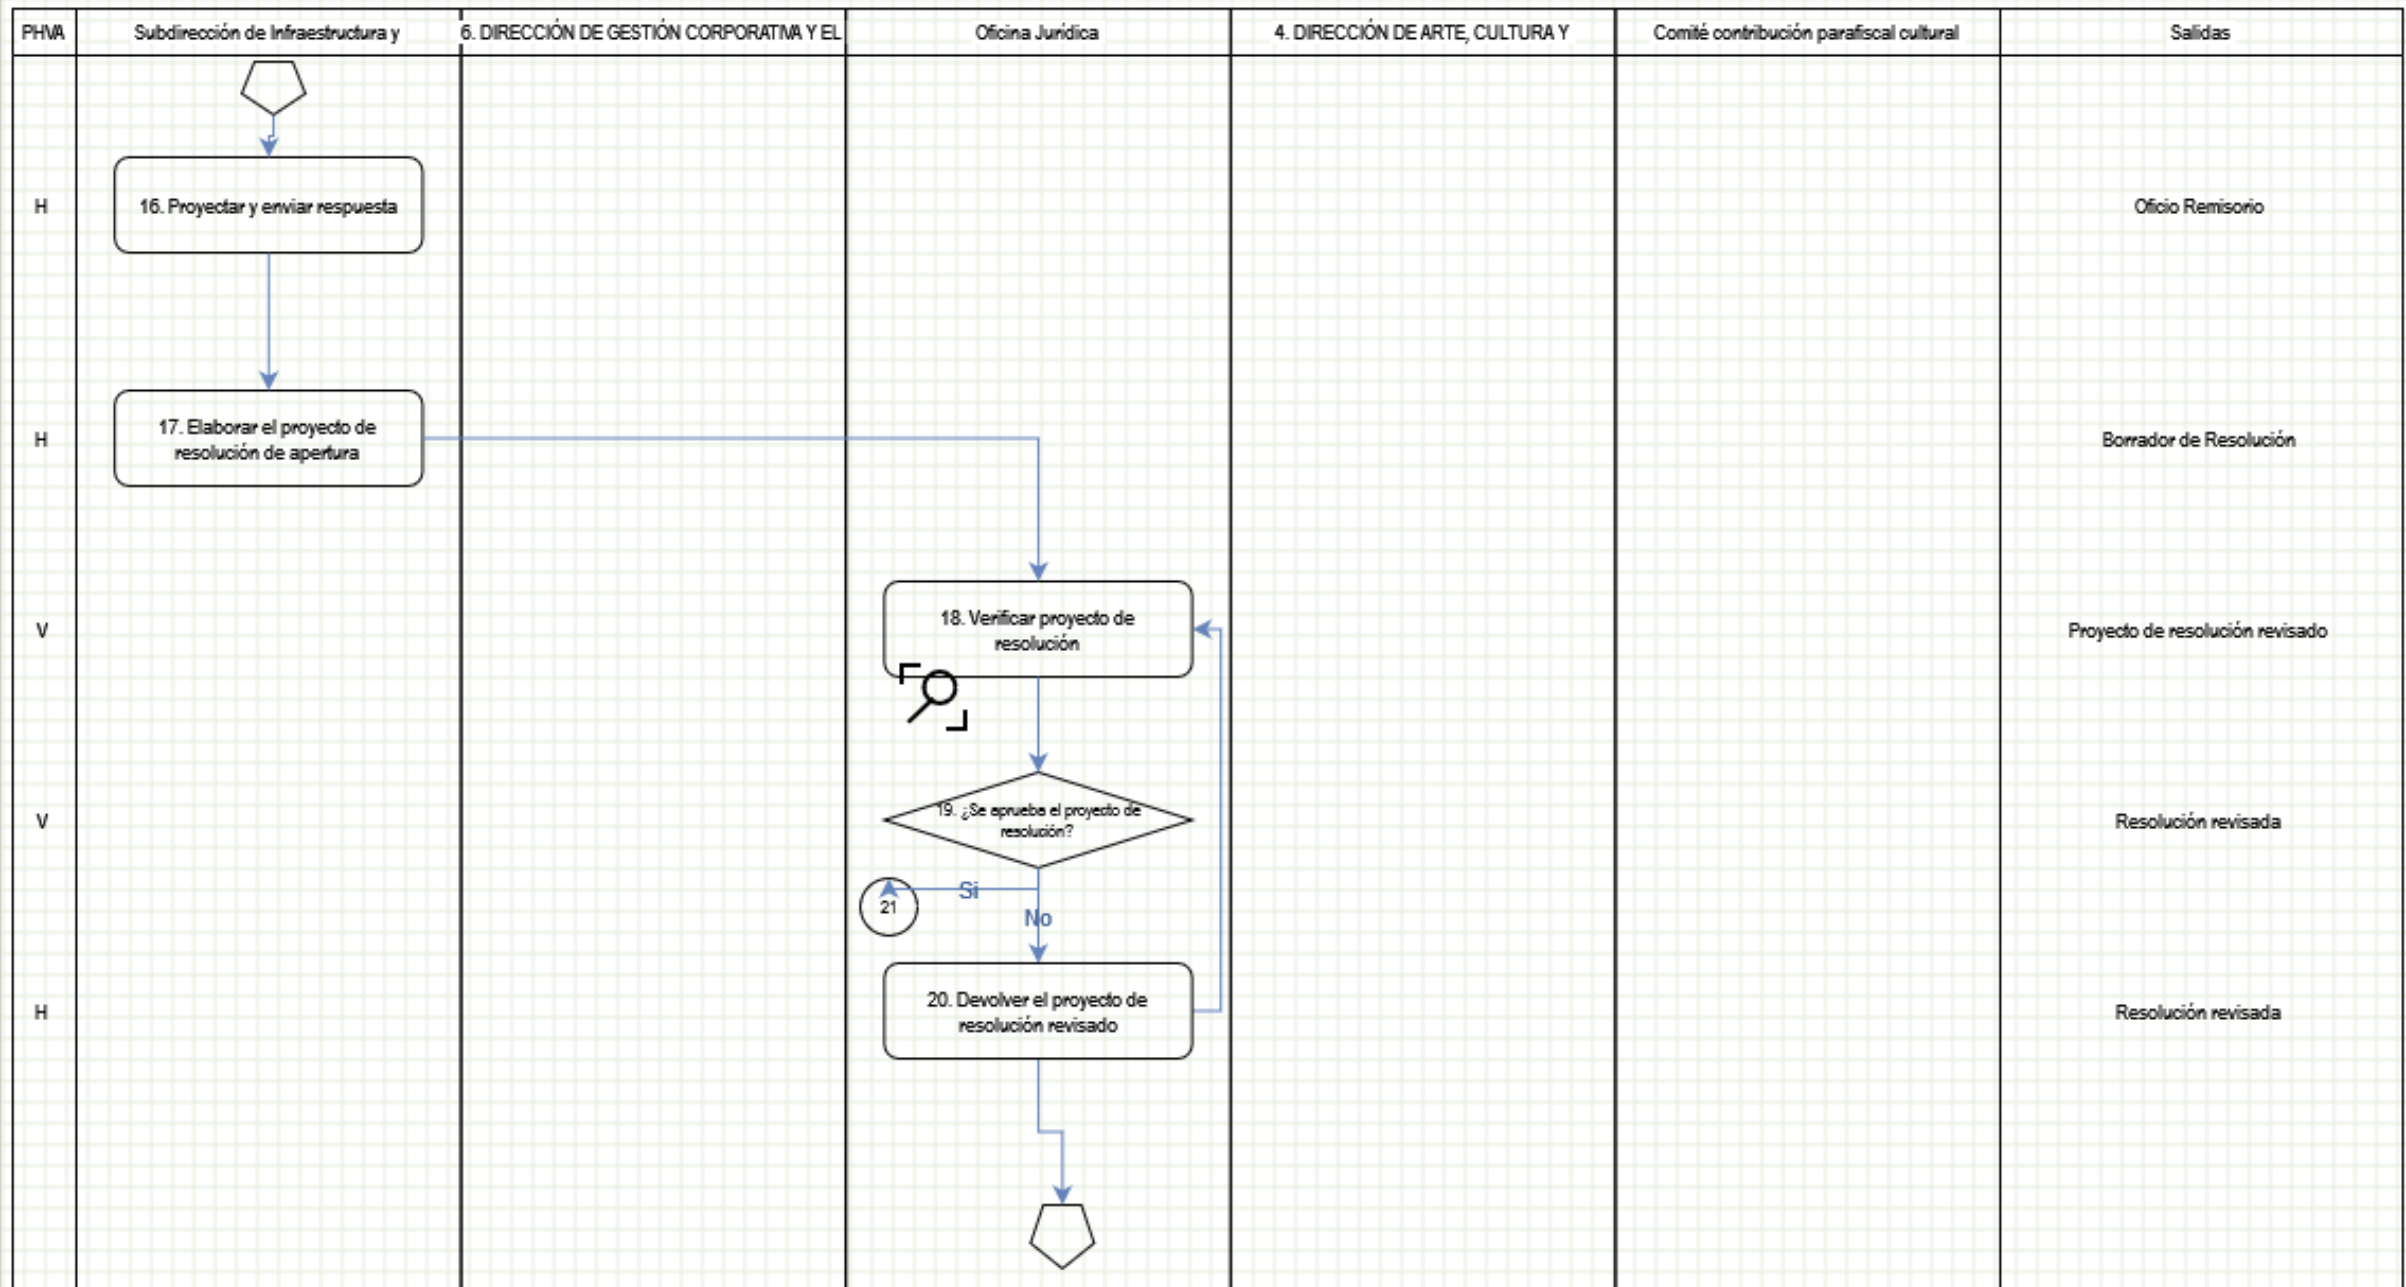 PHVA
Subdirección de Infraestructura y
6. DIRECCIÓN DE GESTIÓN CORPORATIVA Y EL
Oficina Jurídica
4. DIRECCIÓN DE ARTE, CULTURA Y
Comité contribución parafiscal cultural
Salidas
H
16. Proyectar y enviar respuesta
Oficio Remisorio
H
17. Elaborar el proyecto de
resolución de apertura
Borrador de Resolución
V
18. Verificar proyecto de
resolución
Proyecto de resolución revisado
V
19. ¿Se aprueba el proyecto de
resolución?
Resolución revisada
Si
21
No
H
20. Devolver el proyecto de
resolución revisado
Resolución revisada